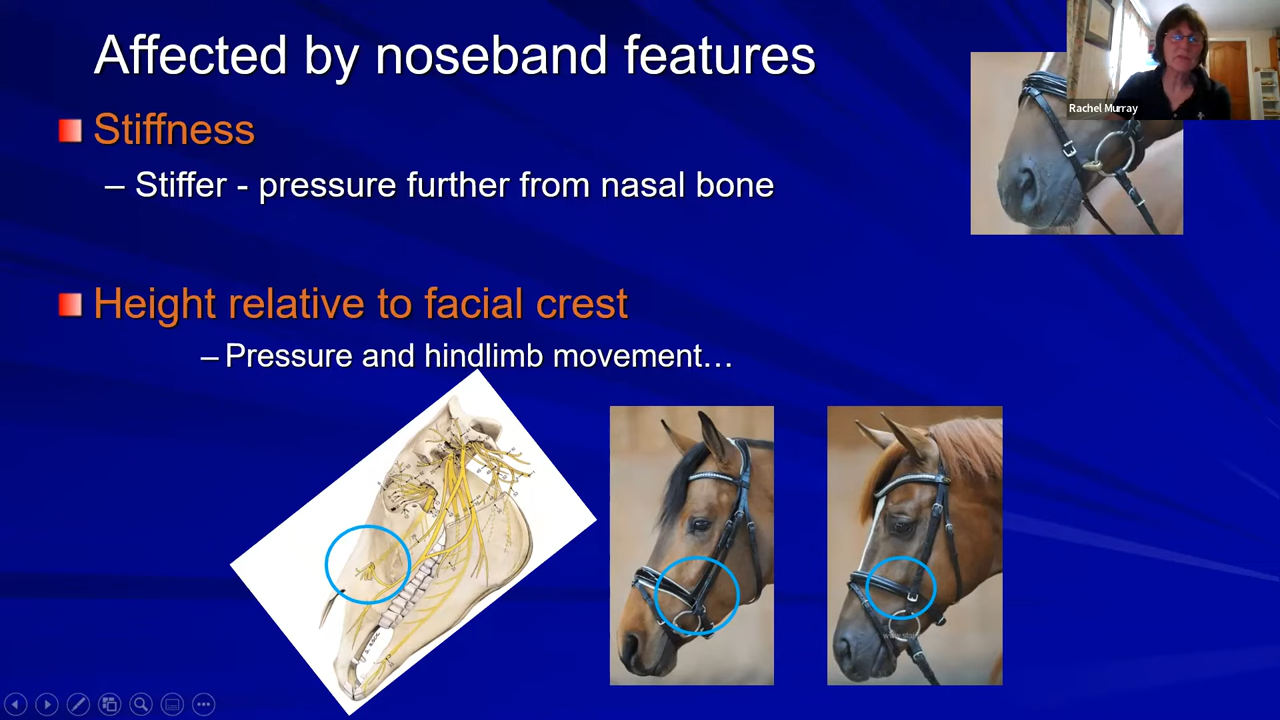 Affected by noseband features
Rachel Murray
Stiffness
– Stiffer - pressure further from nasal bone
Height relative to facial crest
– Pressure and hindlimb movement…